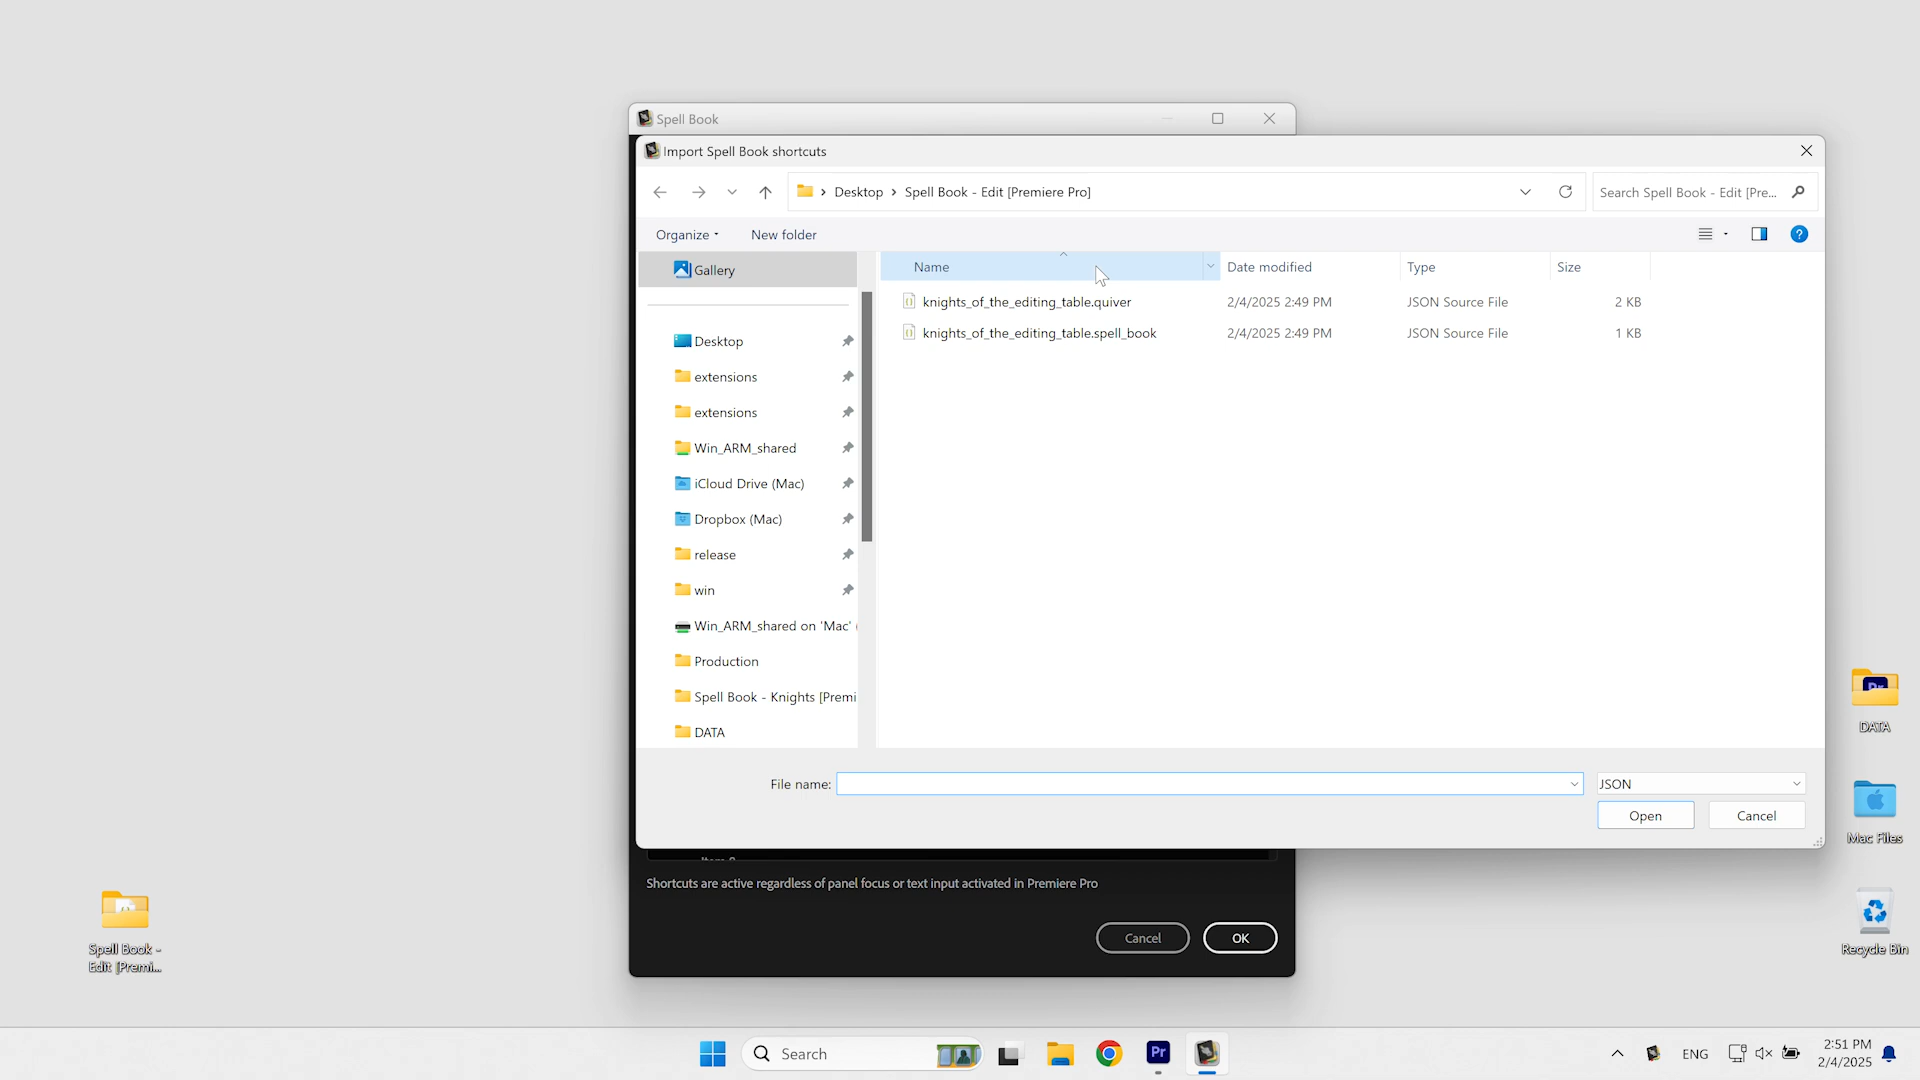 Spell Book
Import Spell Book shortcuts
Desktop
Spell Book - Edit [Premiere Pro]
Search Spell Book - Edit [Pre...
Organize
New folder
Gallery
Desktop
extensions
extensions
Win_ARM_shared
iCloud Drive (Mac)
Dropbox (Mac)
release
win
Win_ARM_shared on 'Mac' (
Production
Spell Book - Knights [Premi
DATA
Name Date modified Type Size
knights_of_the_editing_table.quiver 2/4/2025 2:49 PM JSON Source File 2 KB
knights_of_the_editing_table.spell_book 2/4/2025 2:49 PM JSON Source File 1 KB
File name:
JSON
Open
Cancel
Shortcuts are active regardless of panel focus or text input activated in Premiere Pro
Cancel
OK
Spell Book -
Edit [Premi...
Pr
DATA
Mac Files
Recycle Bin
Search
Pr
ENG
2:51 PM
2/4/2025